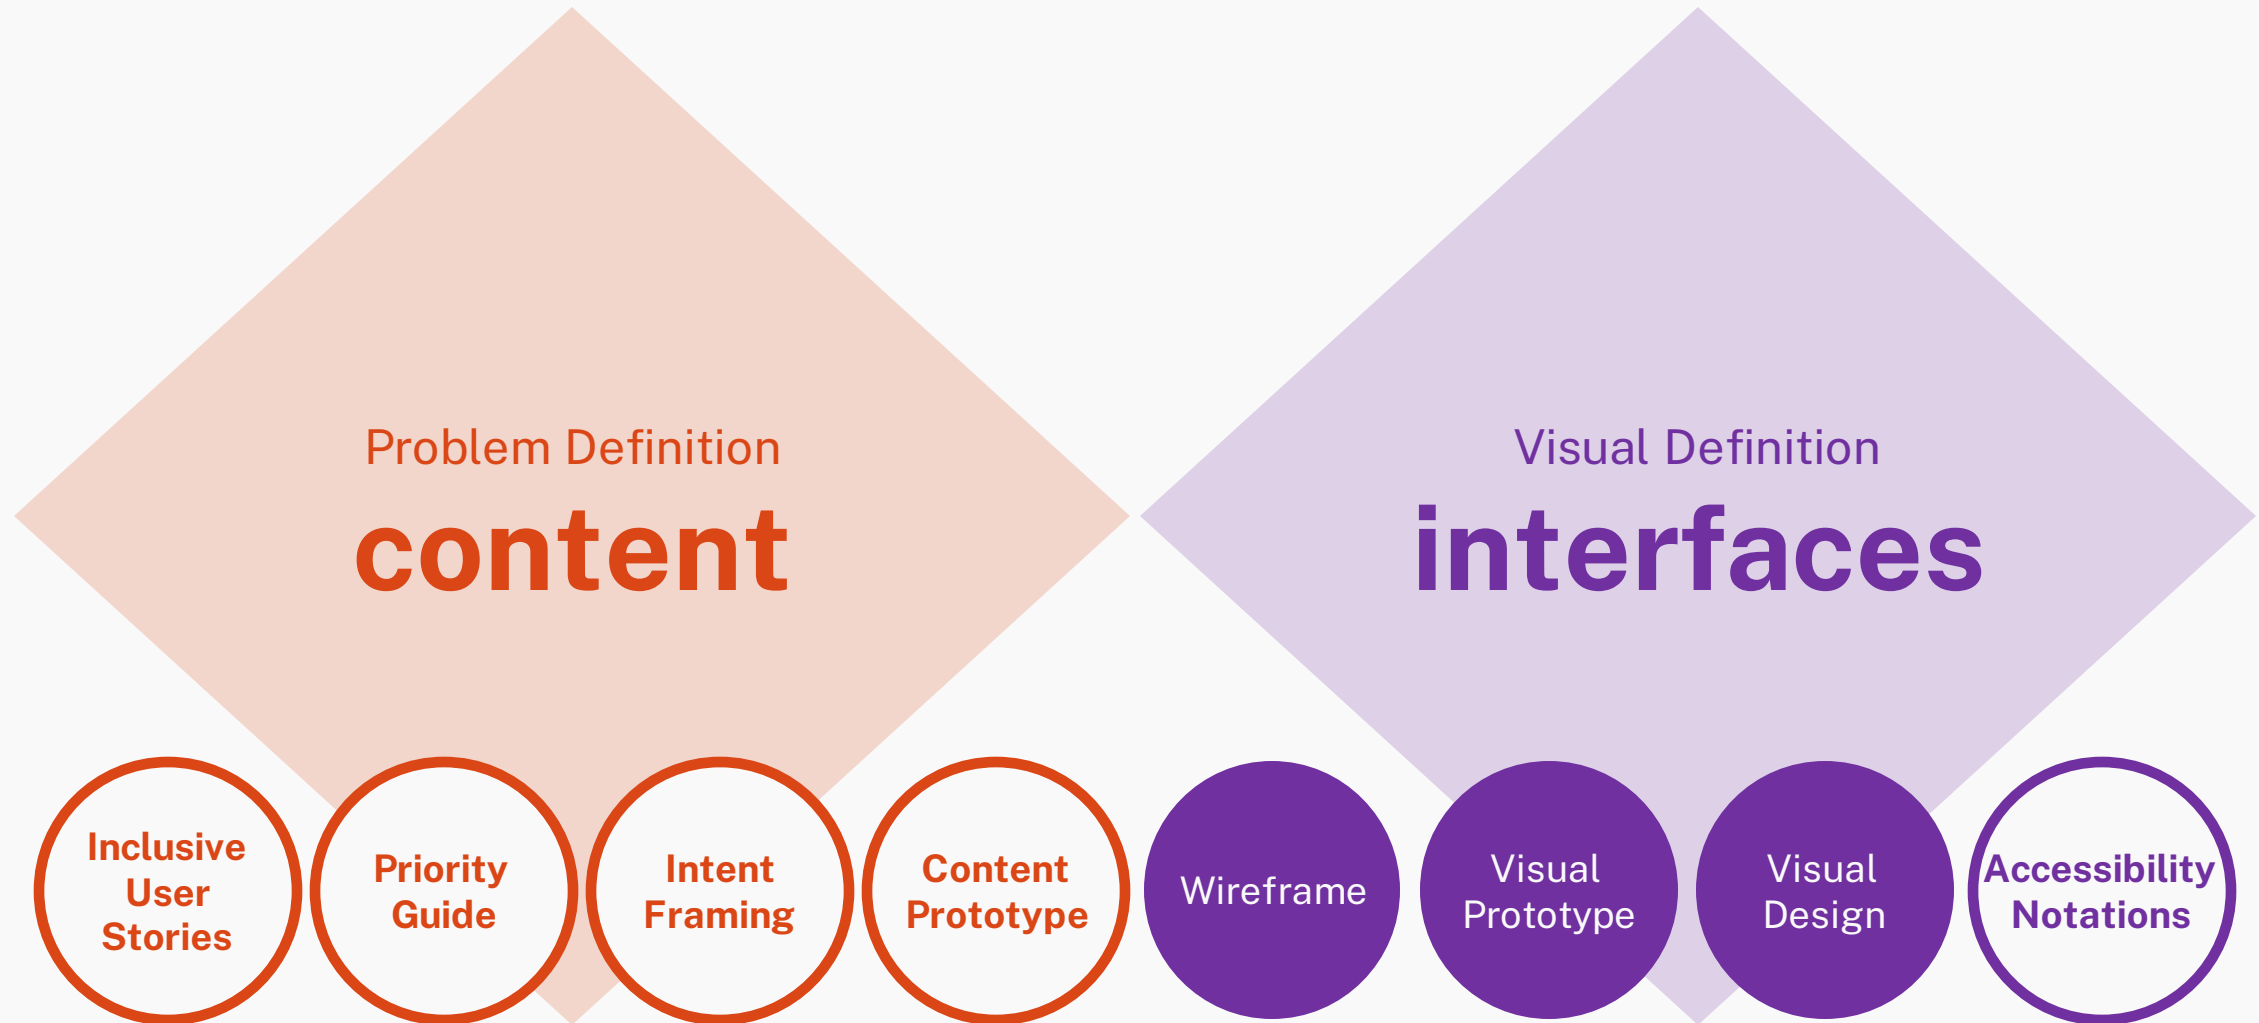 Problem Definition
content
Visual Definition
interfaces
Inclusive
User
Stories
Priority
Guide
Intent
Framing
Content
Prototype
Wireframe
Visual
Prototype
Visual
Design
Accessibility
Notations